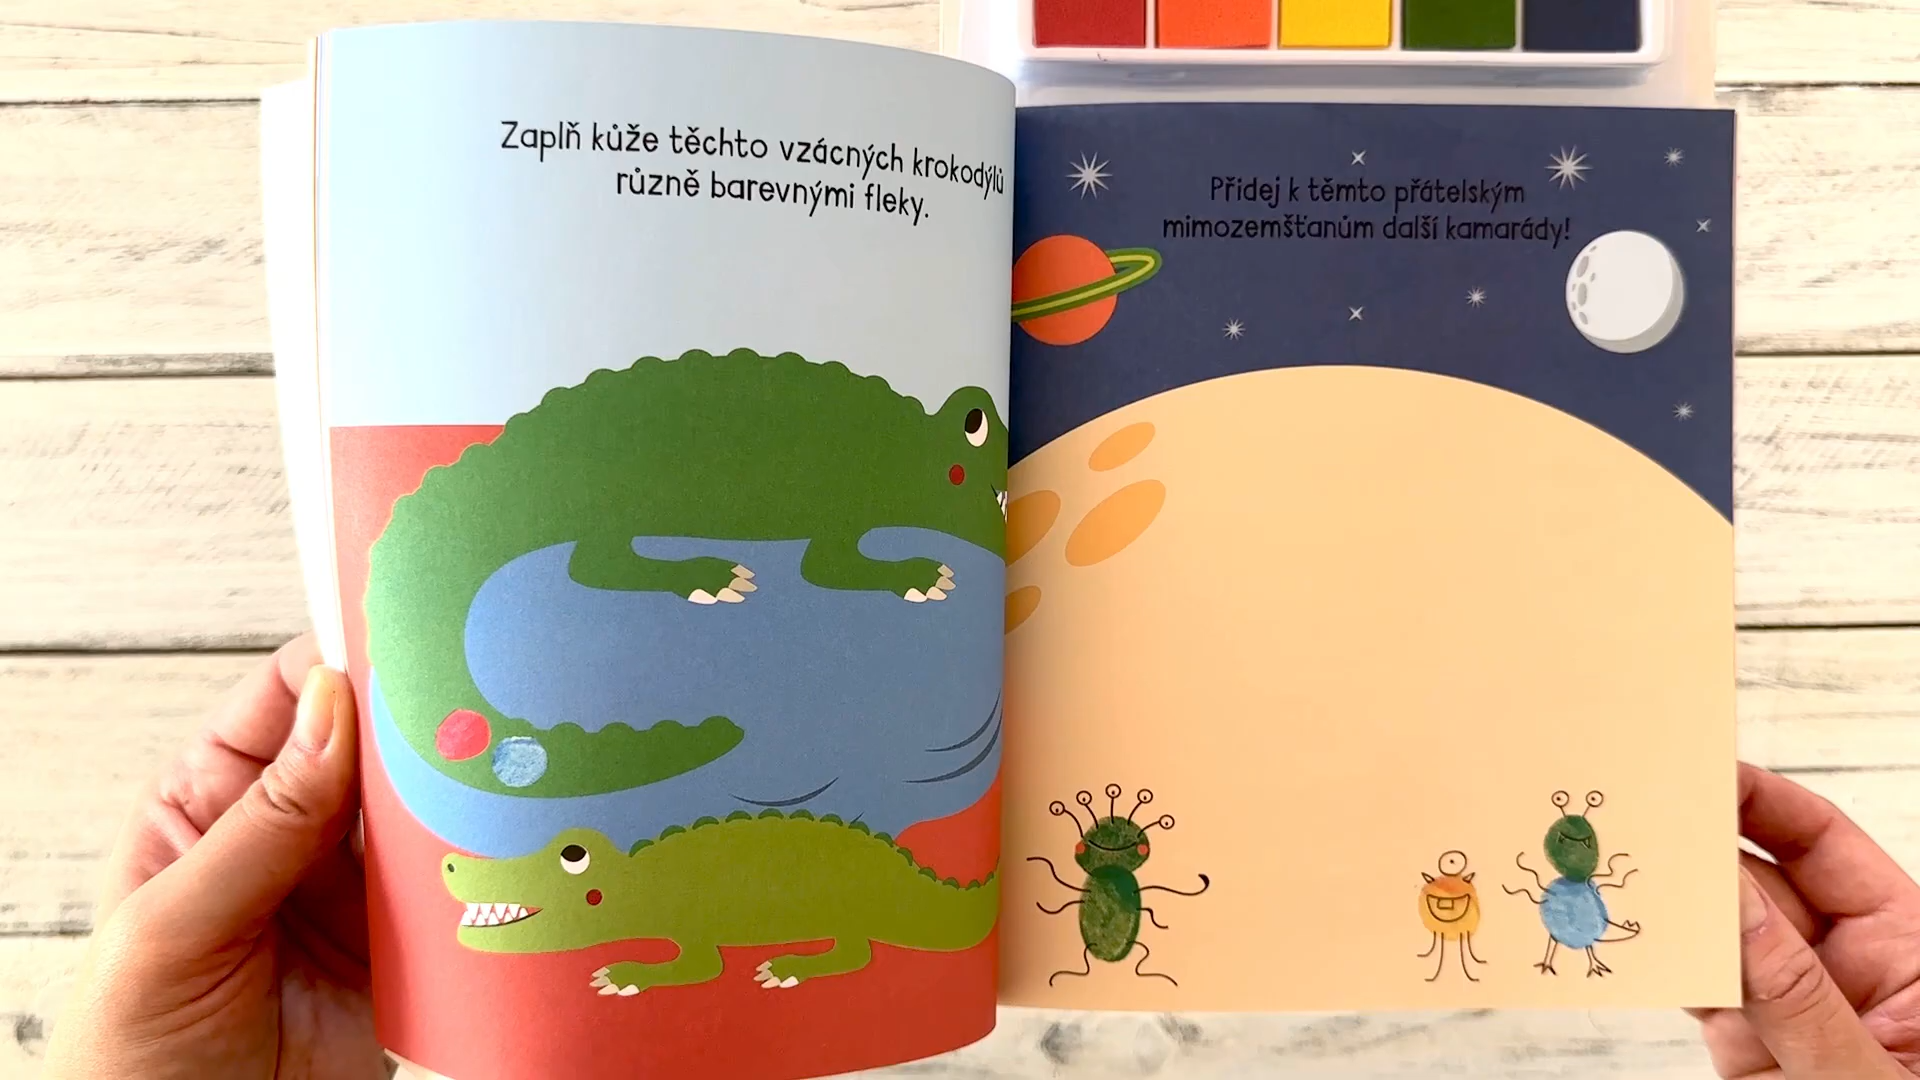 Zaplň kůže těchto vzácných krokodýlů
různě barevnými fleky.
Přidej k těmto přátelským
mimozemšťanům další kamarády!